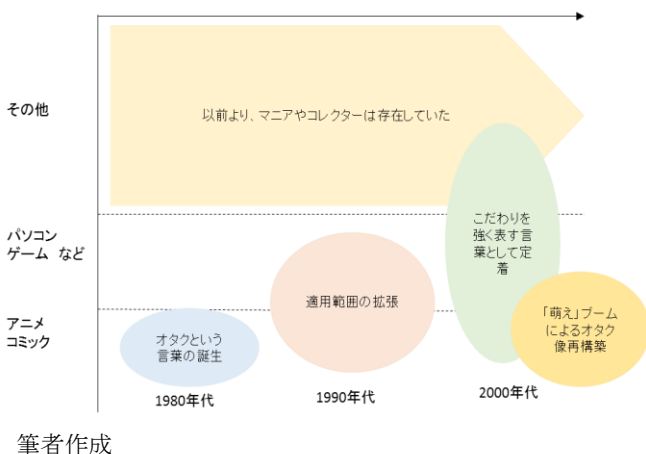 その他
以前より、マニアやコレクターは存在していた
パソコン
ゲーム など
こだわりを
強く表す言
葉として定
着
適用範囲の拡張
アニメ
コミック
オタクという
言葉の誕生
「萌え」ブーム
によるオタク
像再構築
1980年代
1990年代
2000年代
筆者作成